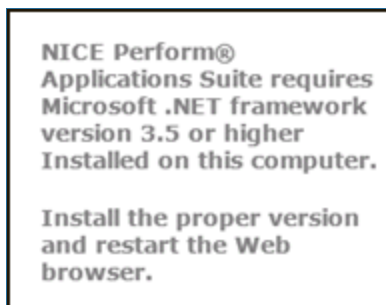 NICE Perform®
Applications Suite requires
Microsoft .NET framework
version 3.5 or higher
Installed on this computer.
Install the proper version
and restart the Web
browser.